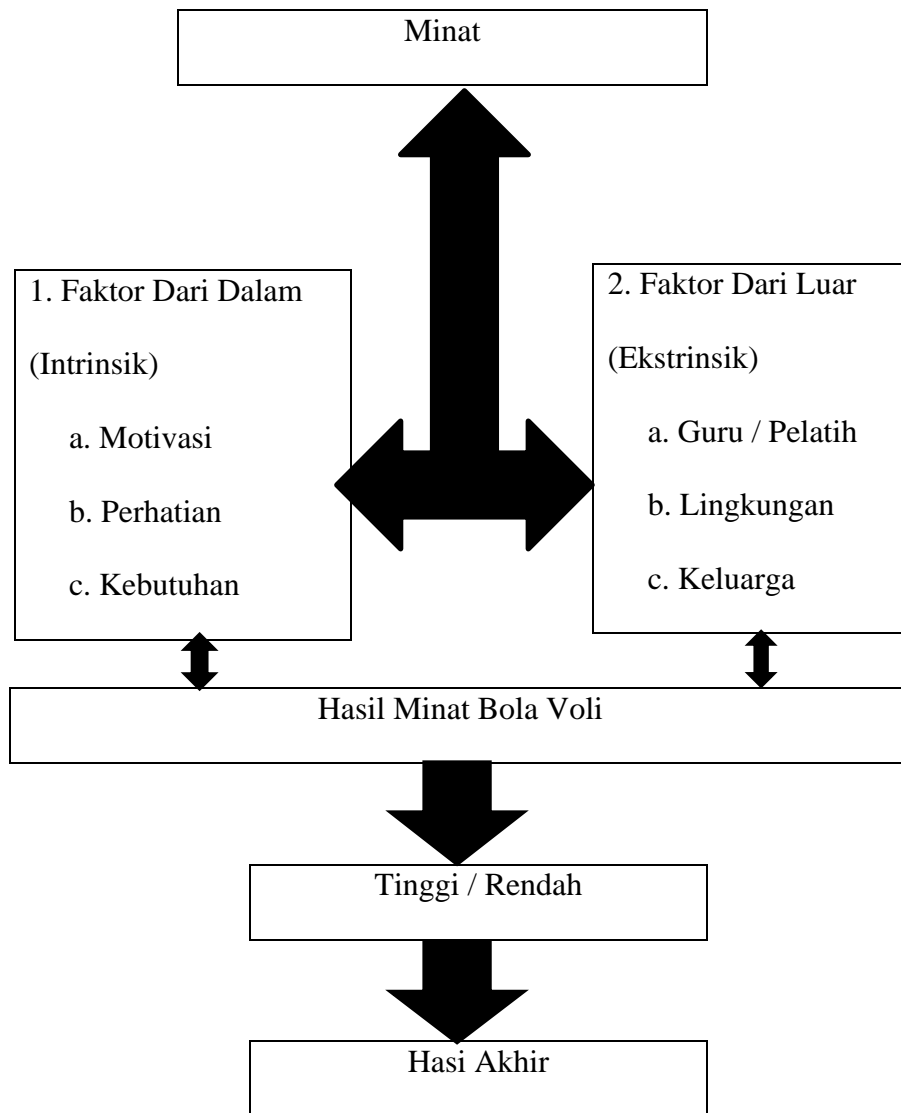 Minat
1. Faktor Dari Dalam
(Intrinsik)
a. Motivasi
b. Perhatian
c. Kebutuhan
2. Faktor Dari Luar
(Ekstrinsik)
a. Guru / Pelatih
b. Lingkungan
c. Keluarga
Hasil Minat Bola Voli
Tinggi / Rendah
Hasi Akhir